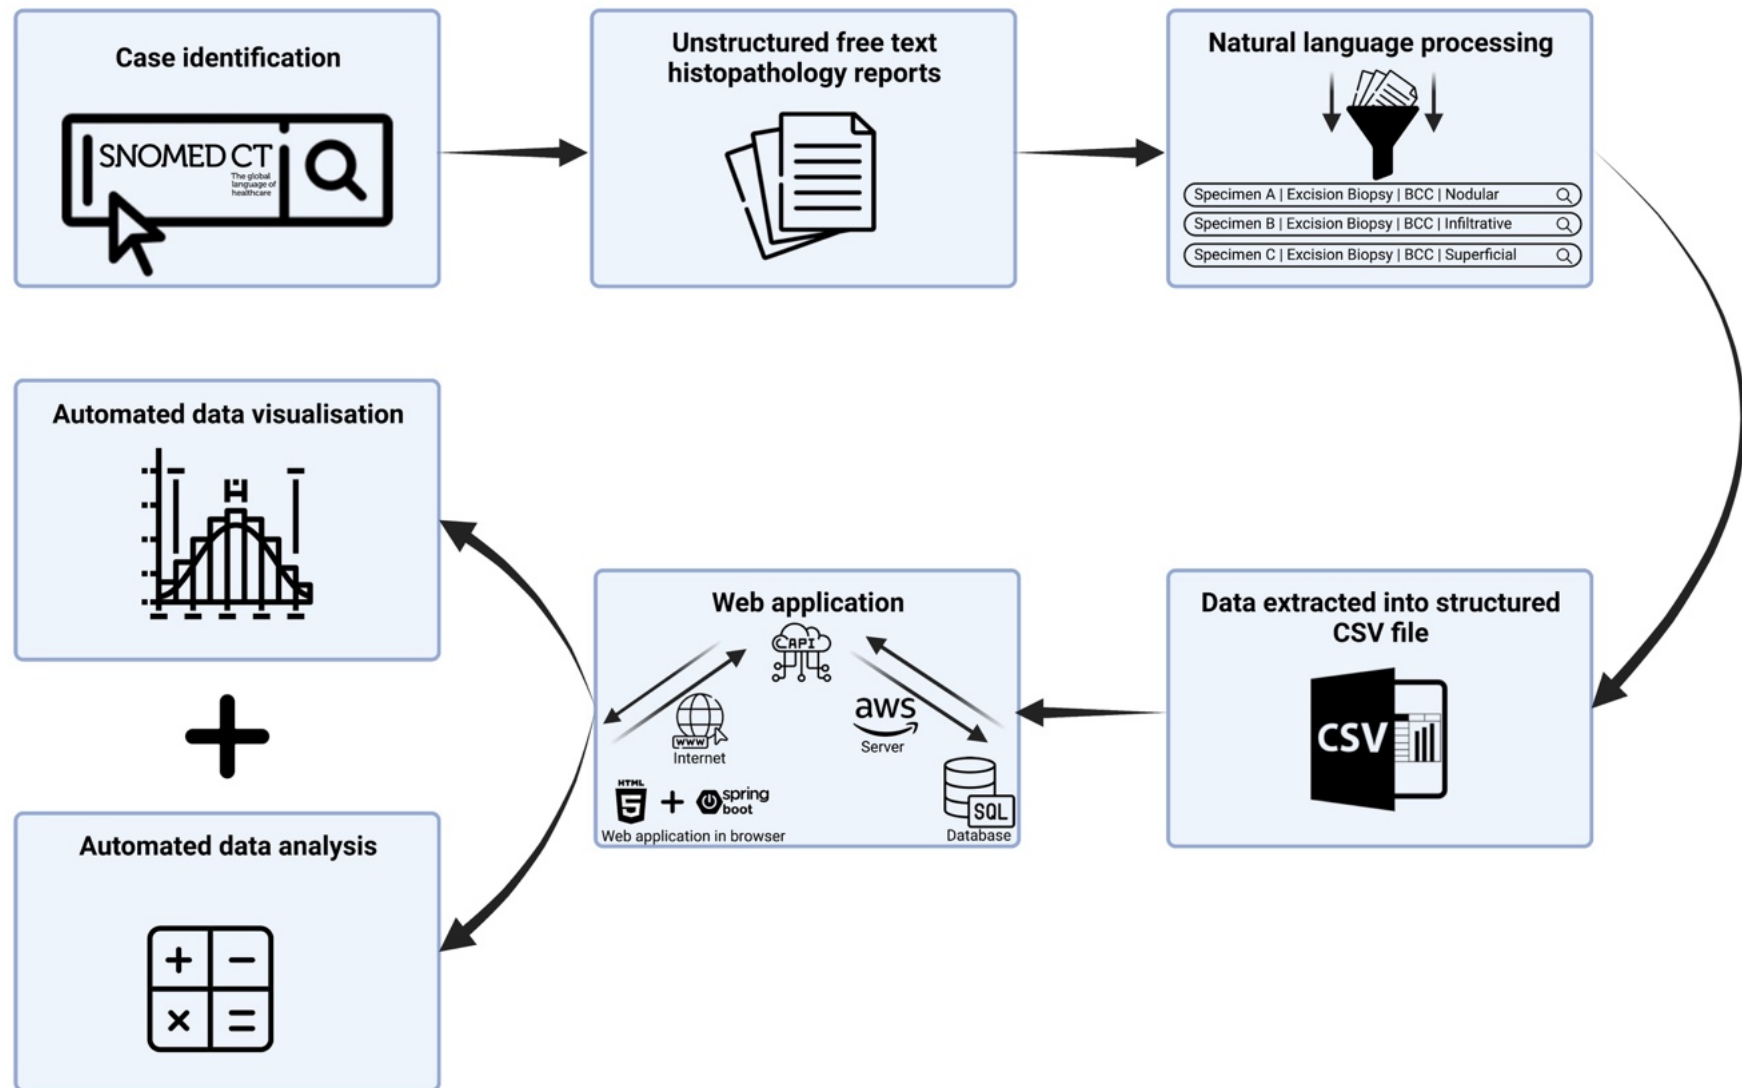 Case identification
SNOMED CT
The global
language of
healthcare
Unstructured free text
histopathology reports
Natural language processing
Specimen A | Excision Biopsy | BCC | Nodular
Specimen B | Excision Biopsy | BCC | Infiltrative
Specimen C | Excision Biopsy | BCC | Superficial
Data extracted into structured
CSV file
CSV
Web application
API
WWW
Internet
aws
Server
HTML
5
+
spring
boot
Web application in browser
SQL
Database
Automated data visualisation
+
Automated data analysis
+ −
× =